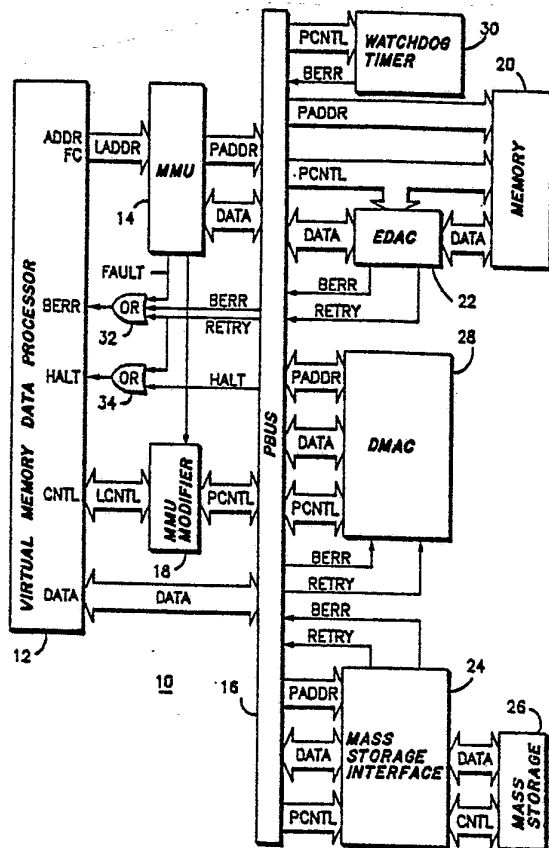 30
PCNTL
WATCHDOG
TIMER
BERR
20
PADDR
ADDR
FC
LADDR
MMU
PADDR
MEMORY
PCNTL
14
DATA
DATA
EDAC
DATA
FAULT
22
BERR
OR
BERR
BERR
32
RETRY
RETRY
28
HALT
OR
HALT
PADDR
34
PBUS
DATA
DMAC
VIRTUAL MEMORY DATA PROCESSOR
CNTL
LCNTL
MMU
MODIFIER
PCNTL
PCNTL
BERR
18
RETRY
DATA
DATA
BERR
12
RETRY
24
10
16
PADDR
26
MASS
STORAGE
INTERFACE
DATA
DATA
MASS
STORAGE
PCNTL
CNTL